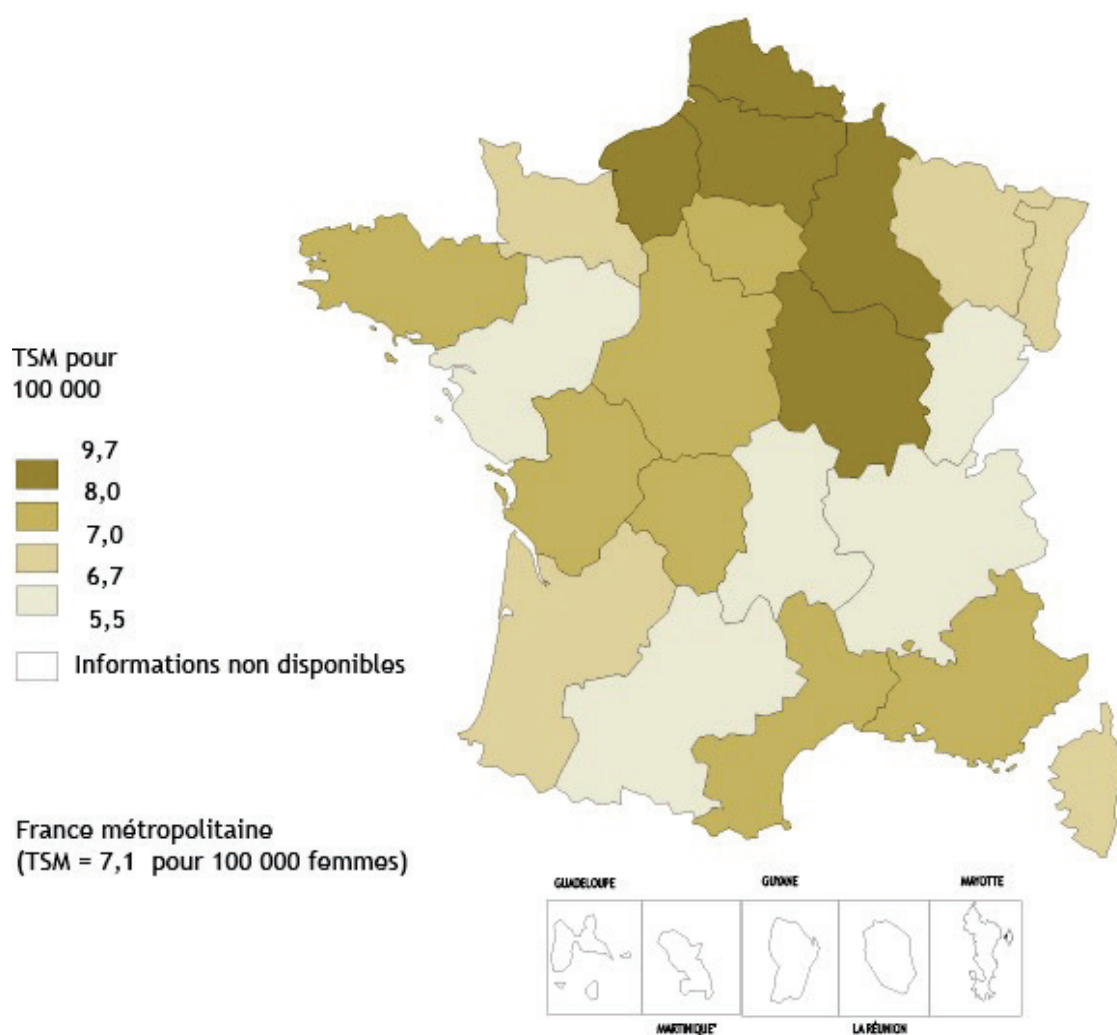 TSM pour
100 000
9,7
8,0
7,0
6,7
5,5
Informations non disponibles
France métropolitaine
(TSM = 7,1 pour 100 000 femmes)
GUADELOUPE
GUYANE
MAYOTTE
MARTINIQUE*
LA RÉUNION